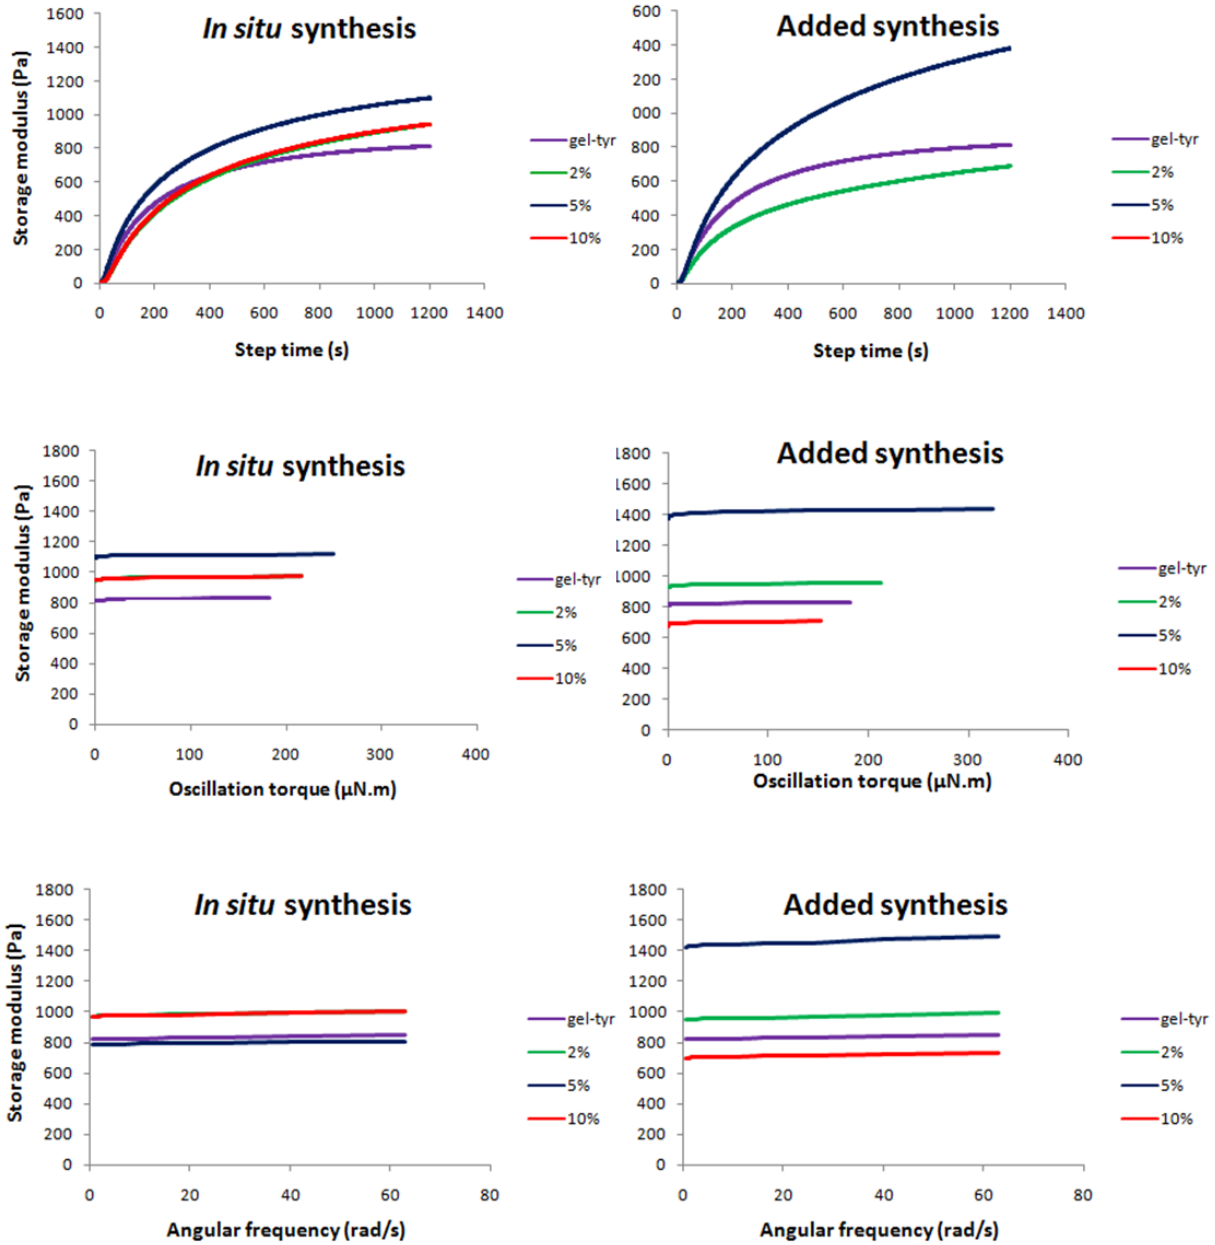 In situ synthesis
Storage modulus (Pa)
1600
1400
1200
1000
800
600
400
200
0
0 200 400 600 800 1000 1200 1400
Step time (s)
gel-tyr
2%
5%
10%
Added synthesis
600
400
200
000
800
600
400
200
0
0 200 400 600 800 1000 1200 1400
Step time (s)
gel-tyr
2%
5%
10%
In situ synthesis
Storage modulus (Pa)
1800
1600
1400
1200
1000
800
600
400
200
0
0 100 200 300 400
Oscillation torque (µN.m)
gel-tyr
2%
5%
10%
Added synthesis
1800
1600
1400
1200
1000
800
600
400
200
0
0 100 200 300 400
Oscillation torque (µN.m)
gel-tyr
2%
5%
10%
In situ synthesis
Storage modulus (Pa)
1800
1600
1400
1200
1000
800
600
400
200
0
0 20 40 60 80
Angular frequency (rad/s)
gel-tyr
2%
5%
10%
Added synthesis
1800
1600
1400
1200
1000
800
600
400
200
0
0 20 40 60 80
Angular frequency (rad/s)
gel-tyr
2%
5%
10%